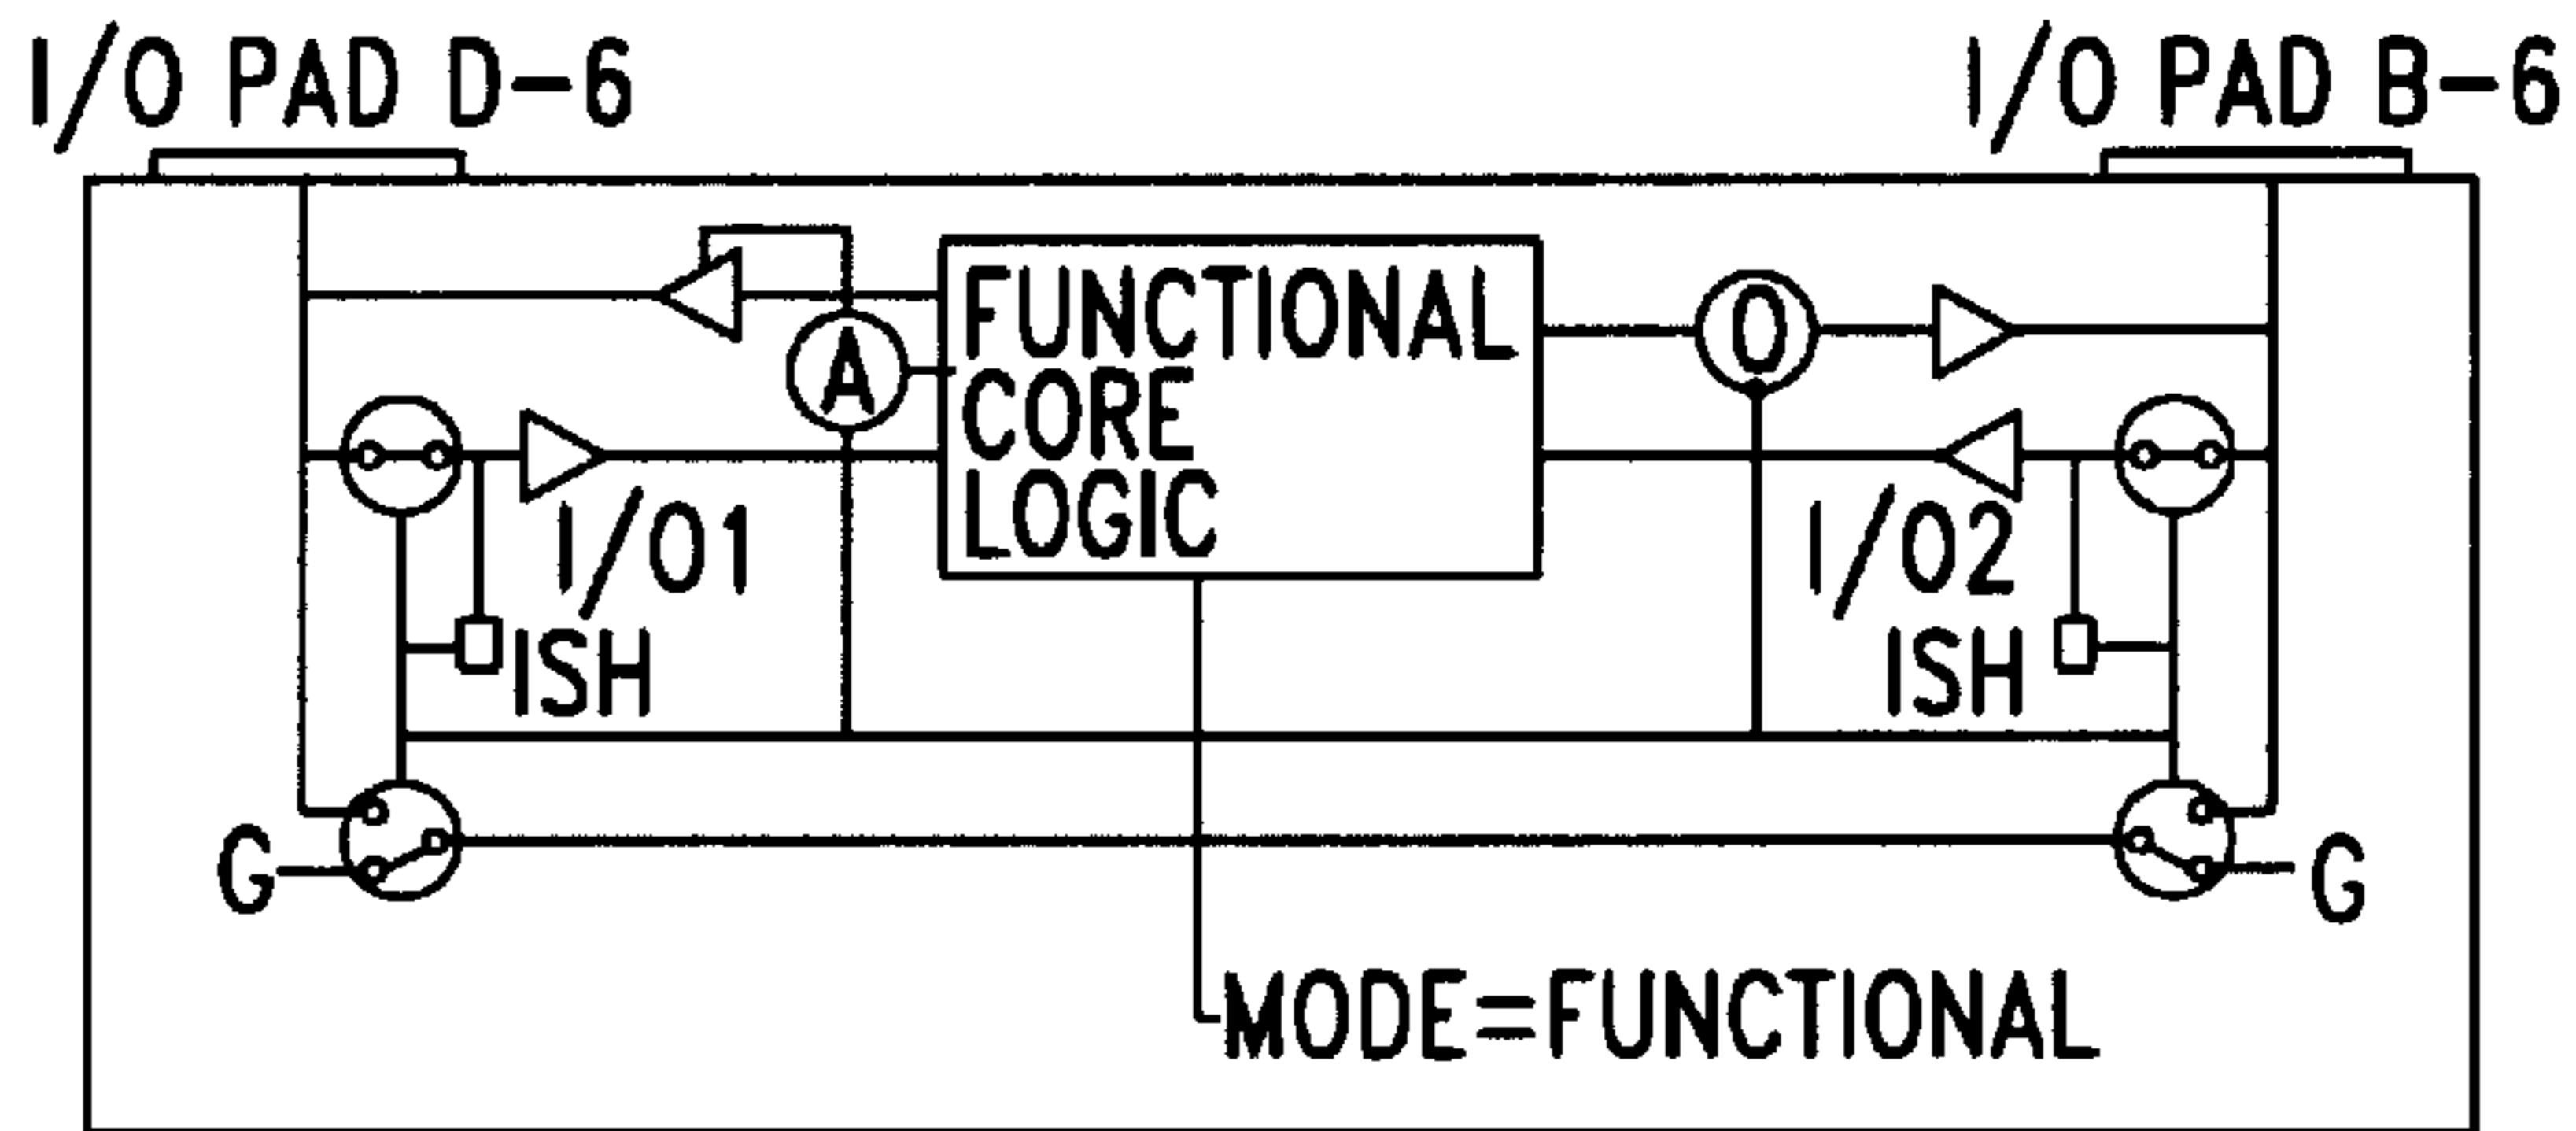 I/O PAD D-6
I/O PAD B-6
FUNCTIONAL
CORE
LOGIC
A
O
I/O1
I/O2
ISH
ISH
G
G
MODE=FUNCTIONAL